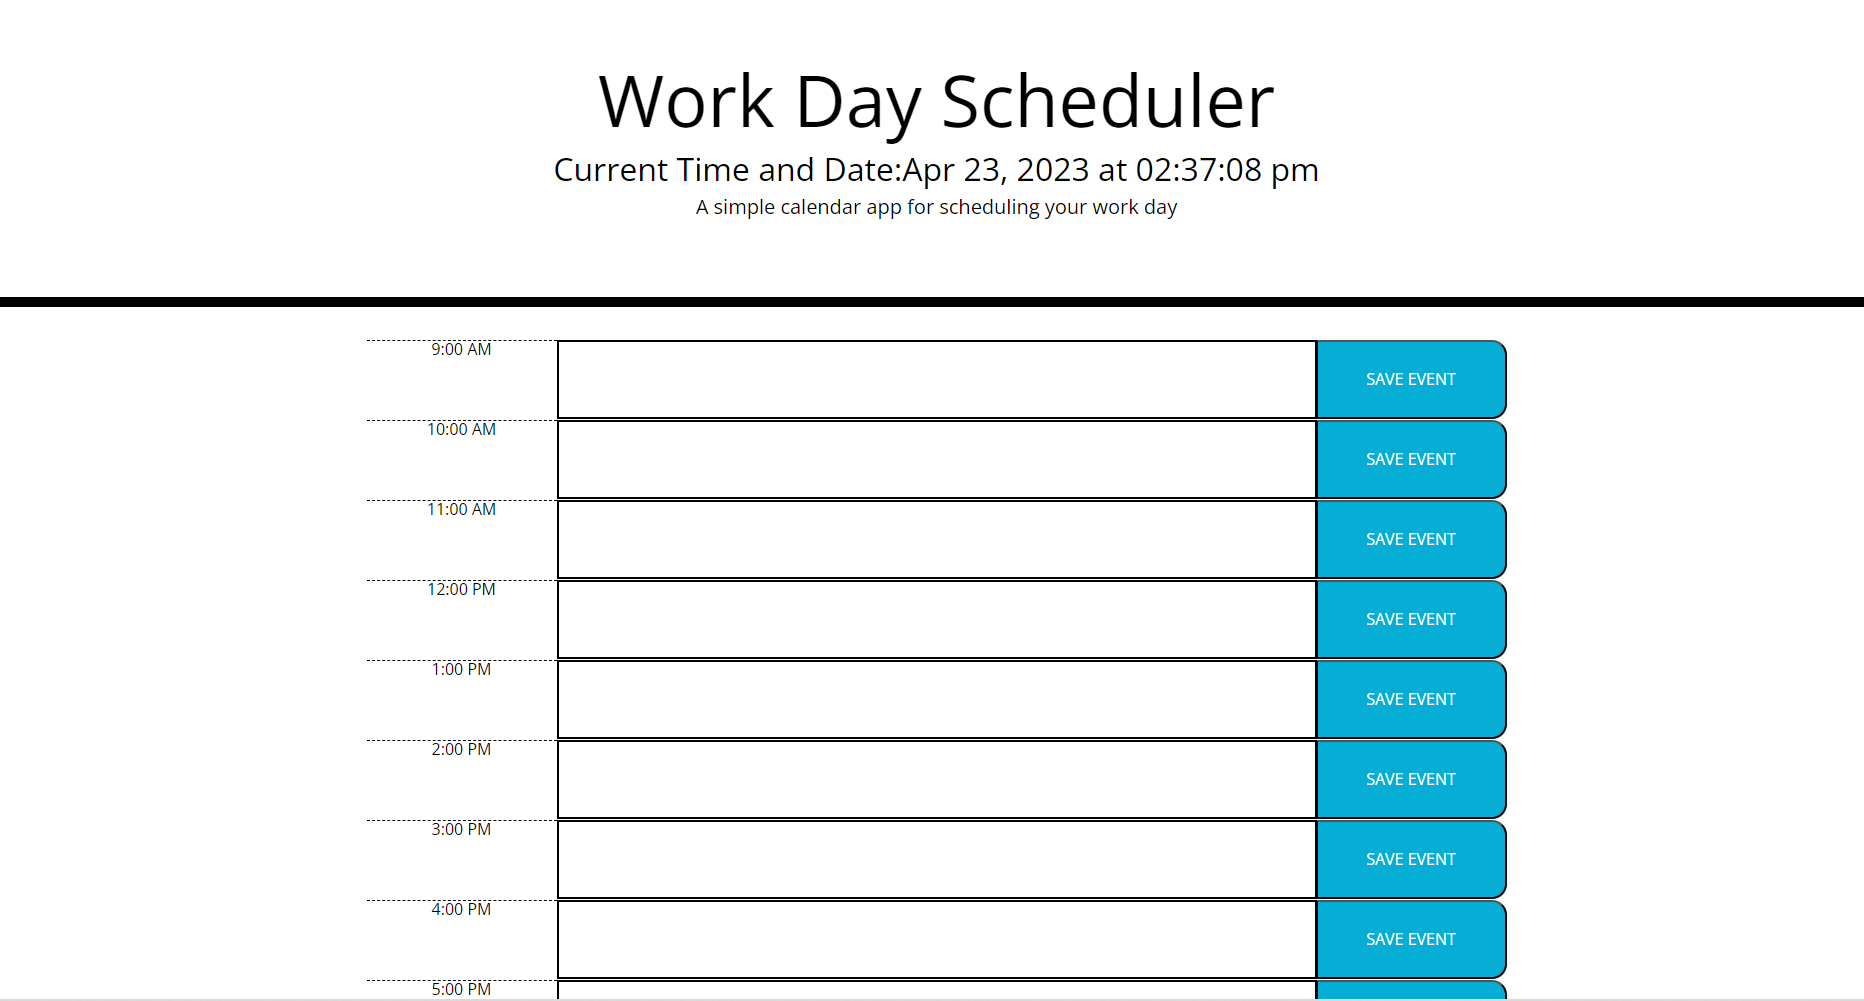 Work Day Scheduler
Current Time and Date:Apr 23, 2023 at 02:37:08 pm
A simple calendar app for scheduling your work day
9:00 AM
SAVE EVENT
10:00 AM
SAVE EVENT
11:00 AM
SAVE EVENT
12:00 PM
SAVE EVENT
1:00 PM
SAVE EVENT
2:00 PM
SAVE EVENT
3:00 PM
SAVE EVENT
4:00 PM
SAVE EVENT
5:00 PM